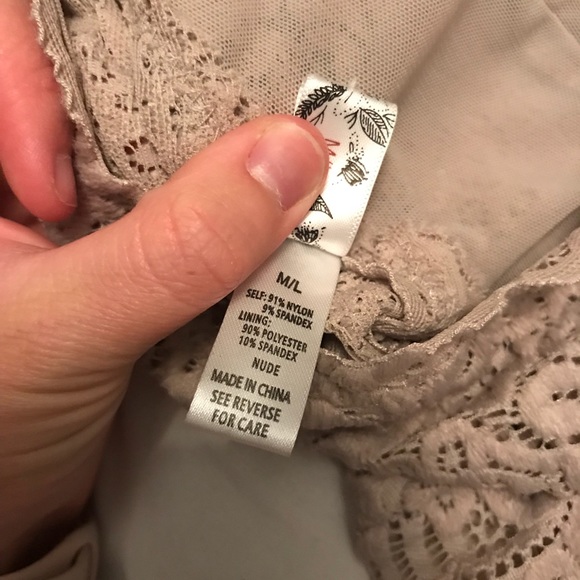 M/L
SELF: 91% NYLON
9% SPANDEX
LINING:
90% POLYESTER
10% SPANDEX
NUDE
MADE IN CHINA
SEE REVERSE
FOR CARE